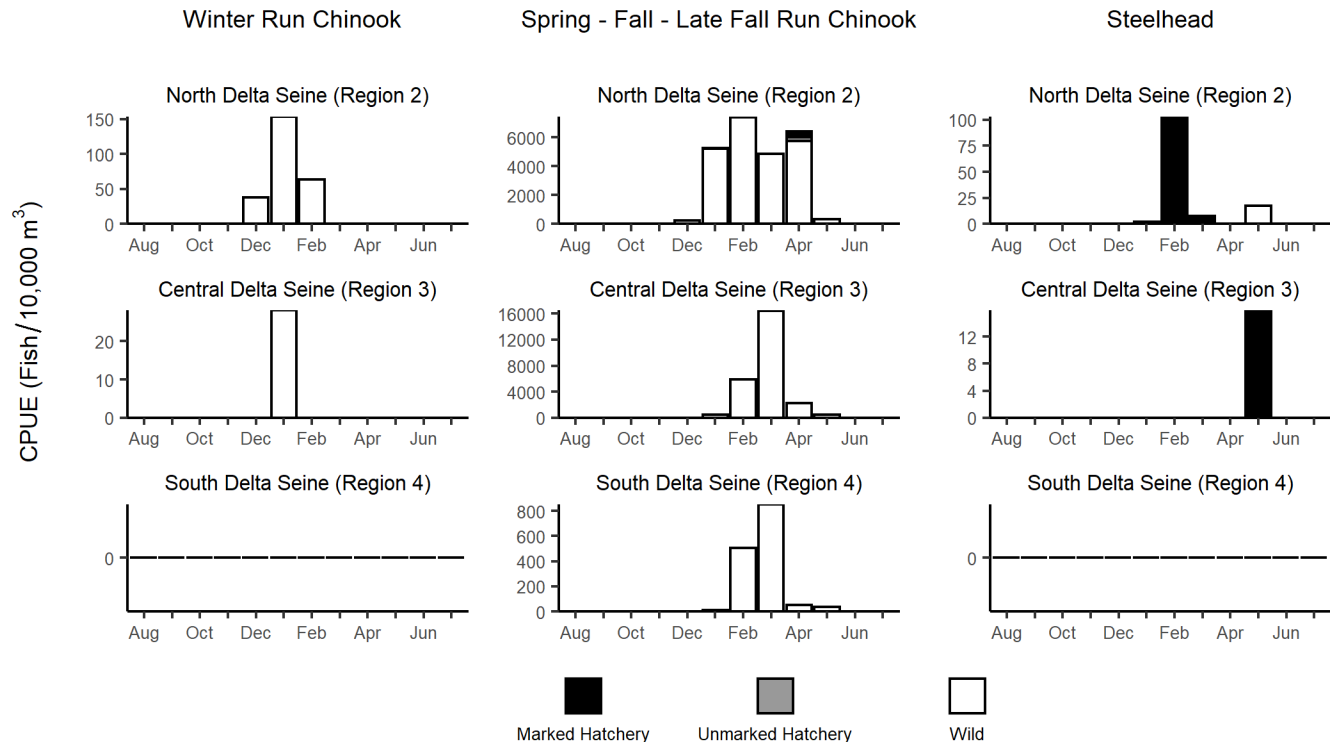 Winter Run Chinook
Spring - Fall - Late Fall Run Chinook
Steelhead
CPUE (Fish/10,000 m³)
North Delta Seine (Region 2)
150
100
50
0
Aug Oct Dec Feb Apr Jun
North Delta Seine (Region 2)
6000
4000
2000
0
Aug Oct Dec Feb Apr Jun
North Delta Seine (Region 2)
100
75
50
25
0
Aug Oct Dec Feb Apr Jun
Central Delta Seine (Region 3)
20
10
0
Aug Oct Dec Feb Apr Jun
Central Delta Seine (Region 3)
16000
12000
8000
4000
0
Aug Oct Dec Feb Apr Jun
Central Delta Seine (Region 3)
12
8
4
0
Aug Oct Dec Feb Apr Jun
South Delta Seine (Region 4)
0
Aug Oct Dec Feb Apr Jun
South Delta Seine (Region 4)
800
600
400
200
0
Aug Oct Dec Feb Apr Jun
South Delta Seine (Region 4)
0
Aug Oct Dec Feb Apr Jun
Marked Hatchery
Unmarked Hatchery
Wild